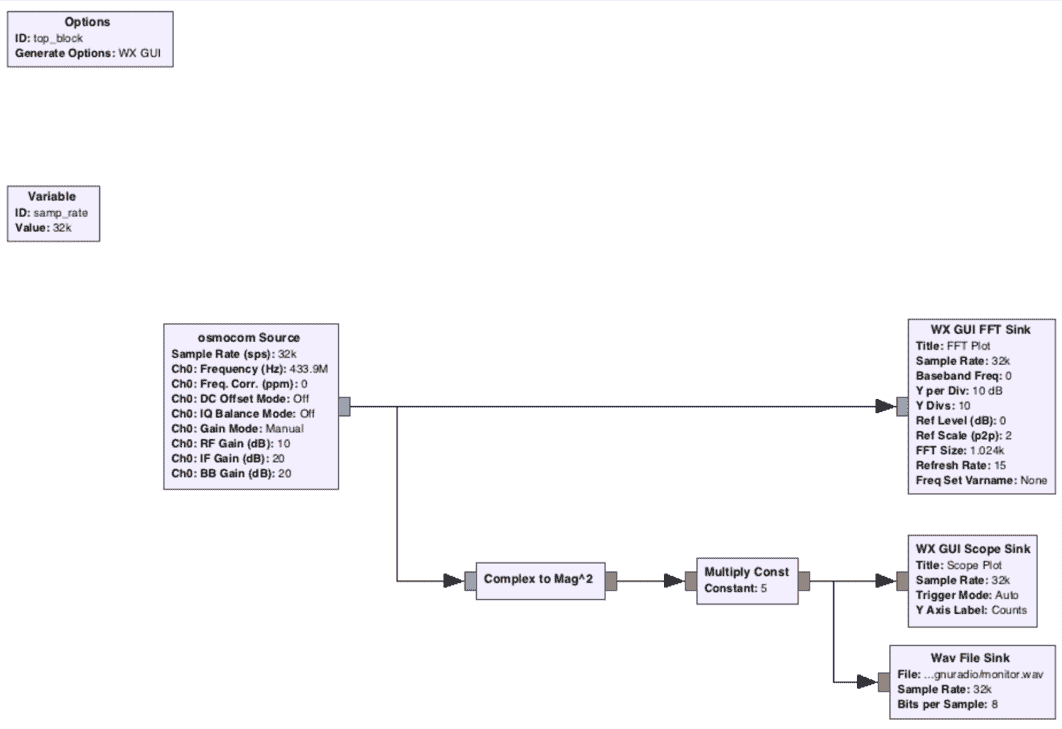 Options
ID: top_block
Generate Options: WX GUI
Variable
ID: samp_rate
Value: 32k
osmocom Source
Sample Rate (sps): 32k
Ch0: Frequency (Hz): 433.9M
Ch0: Freq. Corr. (ppm): 0
Ch0: DC Offset Mode: Off
Ch0: IQ Balance Mode: Off
Ch0: Gain Mode: Manual
Ch0: RF Gain (dB): 10
Ch0: IF Gain (dB): 20
Ch0: BB Gain (dB): 20
WX GUI FFT Sink
Title: FFT Plot
Sample Rate: 32k
Baseband Freq: 0
Y per Div: 10 dB
Y Divs: 10
Ref Level (dB): 0
Ref Scale (p2p): 2
FFT Size: 1.024k
Refresh Rate: 15
Freq Set Varname: None
Complex to Mag^2
Multiply Const
Constant: 5
WX GUI Scope Sink
Title: Scope Plot
Sample Rate: 32k
Trigger Mode: Auto
Y Axis Label: Counts
Wav File Sink
File: ...gnuradio/monitor.wav
Sample Rate: 32k
Bits per Sample: 8